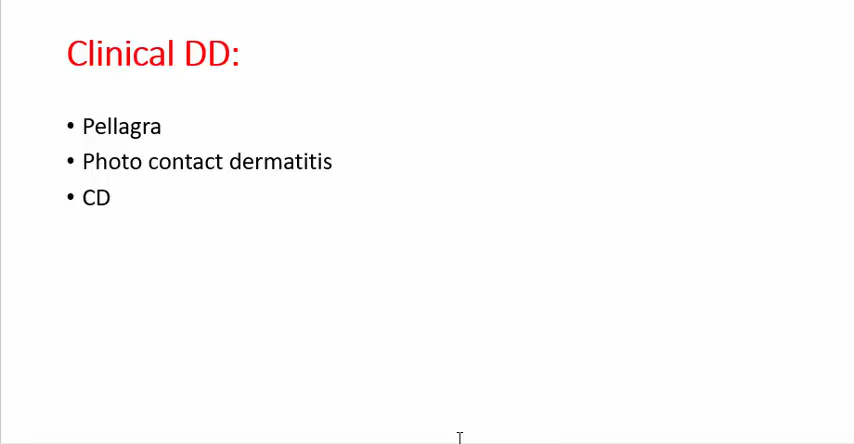 Clinical DD:
• Pellagra
• Photo contact dermatitis
• CD